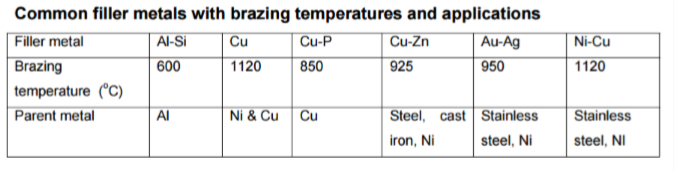 Common filler metals with brazing temperatures and applications
Filler metal Al-Si Cu Cu-P Cu-Zn Au-Ag Ni-Cu
Brazing 600 1120 850 925 950 1120
temperature (⁰C)
Parent metal Al Ni & Cu Cu Steel, cast Stainless Stainless
iron, Ni steel, Ni steel, NI